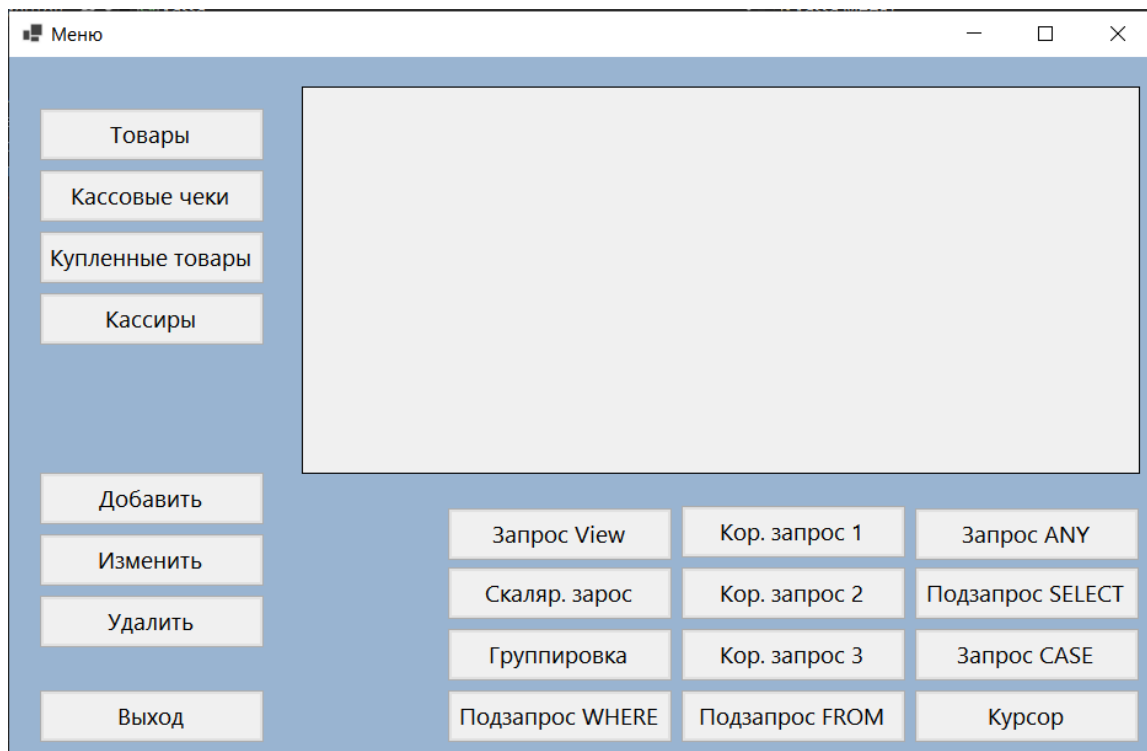 Меню
Товары
Кассовые чеки
Купленные товары
Кассиры
Добавить
Изменить
Удалить
Выход
Запрос View
Кор. запрос 1
Запрос ANY
Скаляр. зарос
Кор. запрос 2
Подзапрос SELECT
Группировка
Кор. запрос 3
Запрос CASE
Подзапрос WHERE
Подзапрос FROM
Курсор